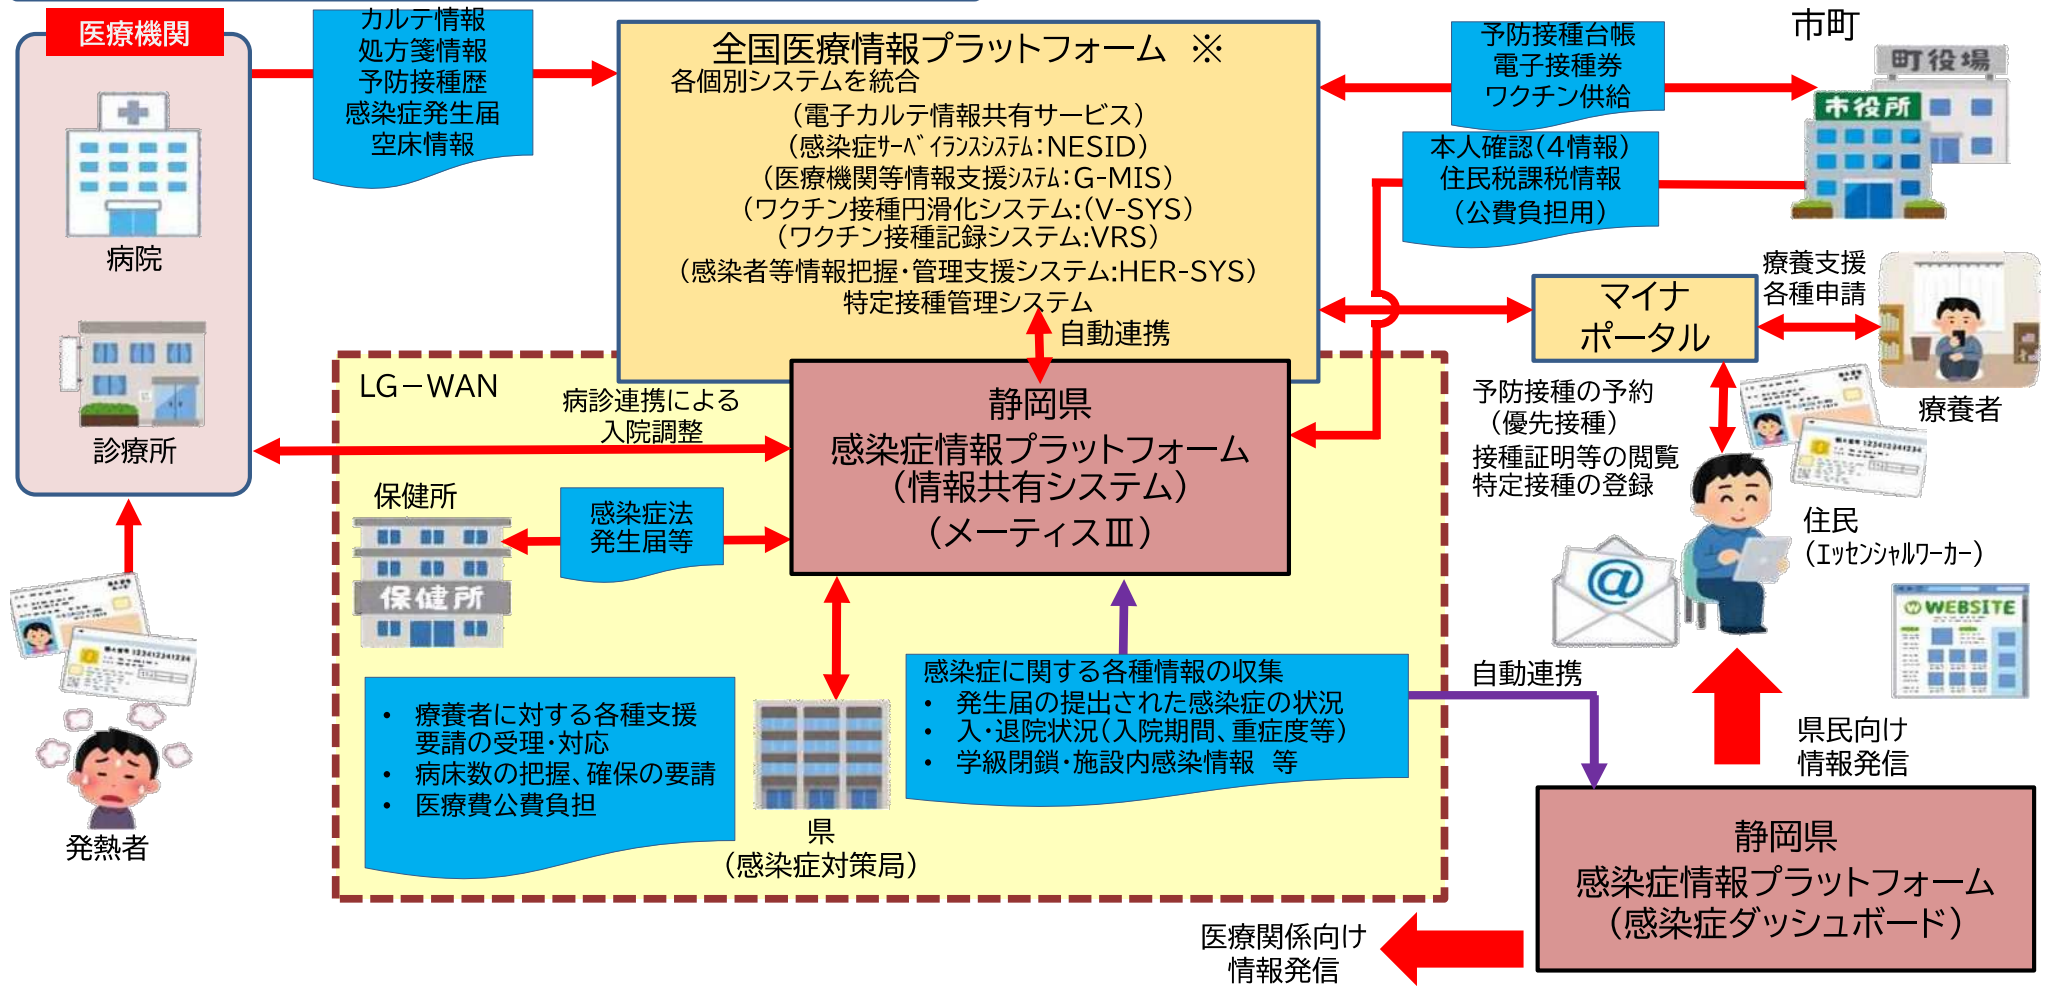 医療機関
病院
診療所
発熱者
カルテ情報
処方箋情報
予防接種歴
感染症発生届
空床情報
全国医療情報プラットフォーム ※
各個別システムを統合
（電子カルテ情報共有サービス）
（感染症ｻｰﾍﾞｲﾗﾝｽｼｽﾃﾑ：NESID）
（医療機関等情報支援ｼｽﾃﾑ：G-MIS）
（ワクチン接種円滑化システム:（V-SYS）
（ワクチン接種記録システム:VRS）
（感染者等情報把握・管理支援システム:HER-SYS）
特定接種管理システム
自動連携
予防接種台帳
電子接種券
ワクチン供給
市町
町役場
市役所
本人確認（４情報）
住民税課税情報
（公費負担用）
マイナ
ポータル
療養支援
各種申請
療養者
LG－WAN
病診連携による
入院調整
静岡県
感染症情報プラットフォーム
（情報共有システム）
（メーティスⅢ）
予防接種の予約
（優先接種）
接種証明等の閲覧
特定接種の登録
住民
（ｴｯｾﾝｼｬﾙﾜｰｶｰ）
@
WEBSITE
保健所
保健所
感染症法
発生届等
• 療養者に対する各種支援
要請の受理・対応
• 病床数の把握、確保の要請
• 医療費公費負担
県
（感染症対策局）
感染症に関する各種情報の収集
• 発生届の提出された感染症の状況
• 入・退院状況（入院期間、重症度等）
• 学級閉鎖・施設内感染情報 等
自動連携
県民向け
情報発信
静岡県
感染症情報プラットフォーム
（感染症ダッシュボード）
医療関係向け
情報発信